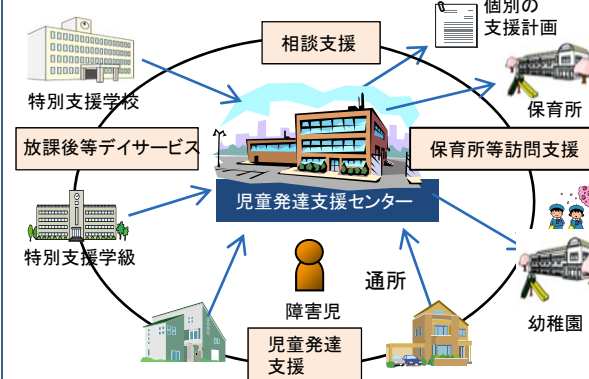 個別の
支援計画
相談支援
特別支援学校
保育所
放課後等デイサービス
保育所等訪問支援
児童発達支援センター
特別支援学級
通所
障害児
幼稚園
児童発達
支援